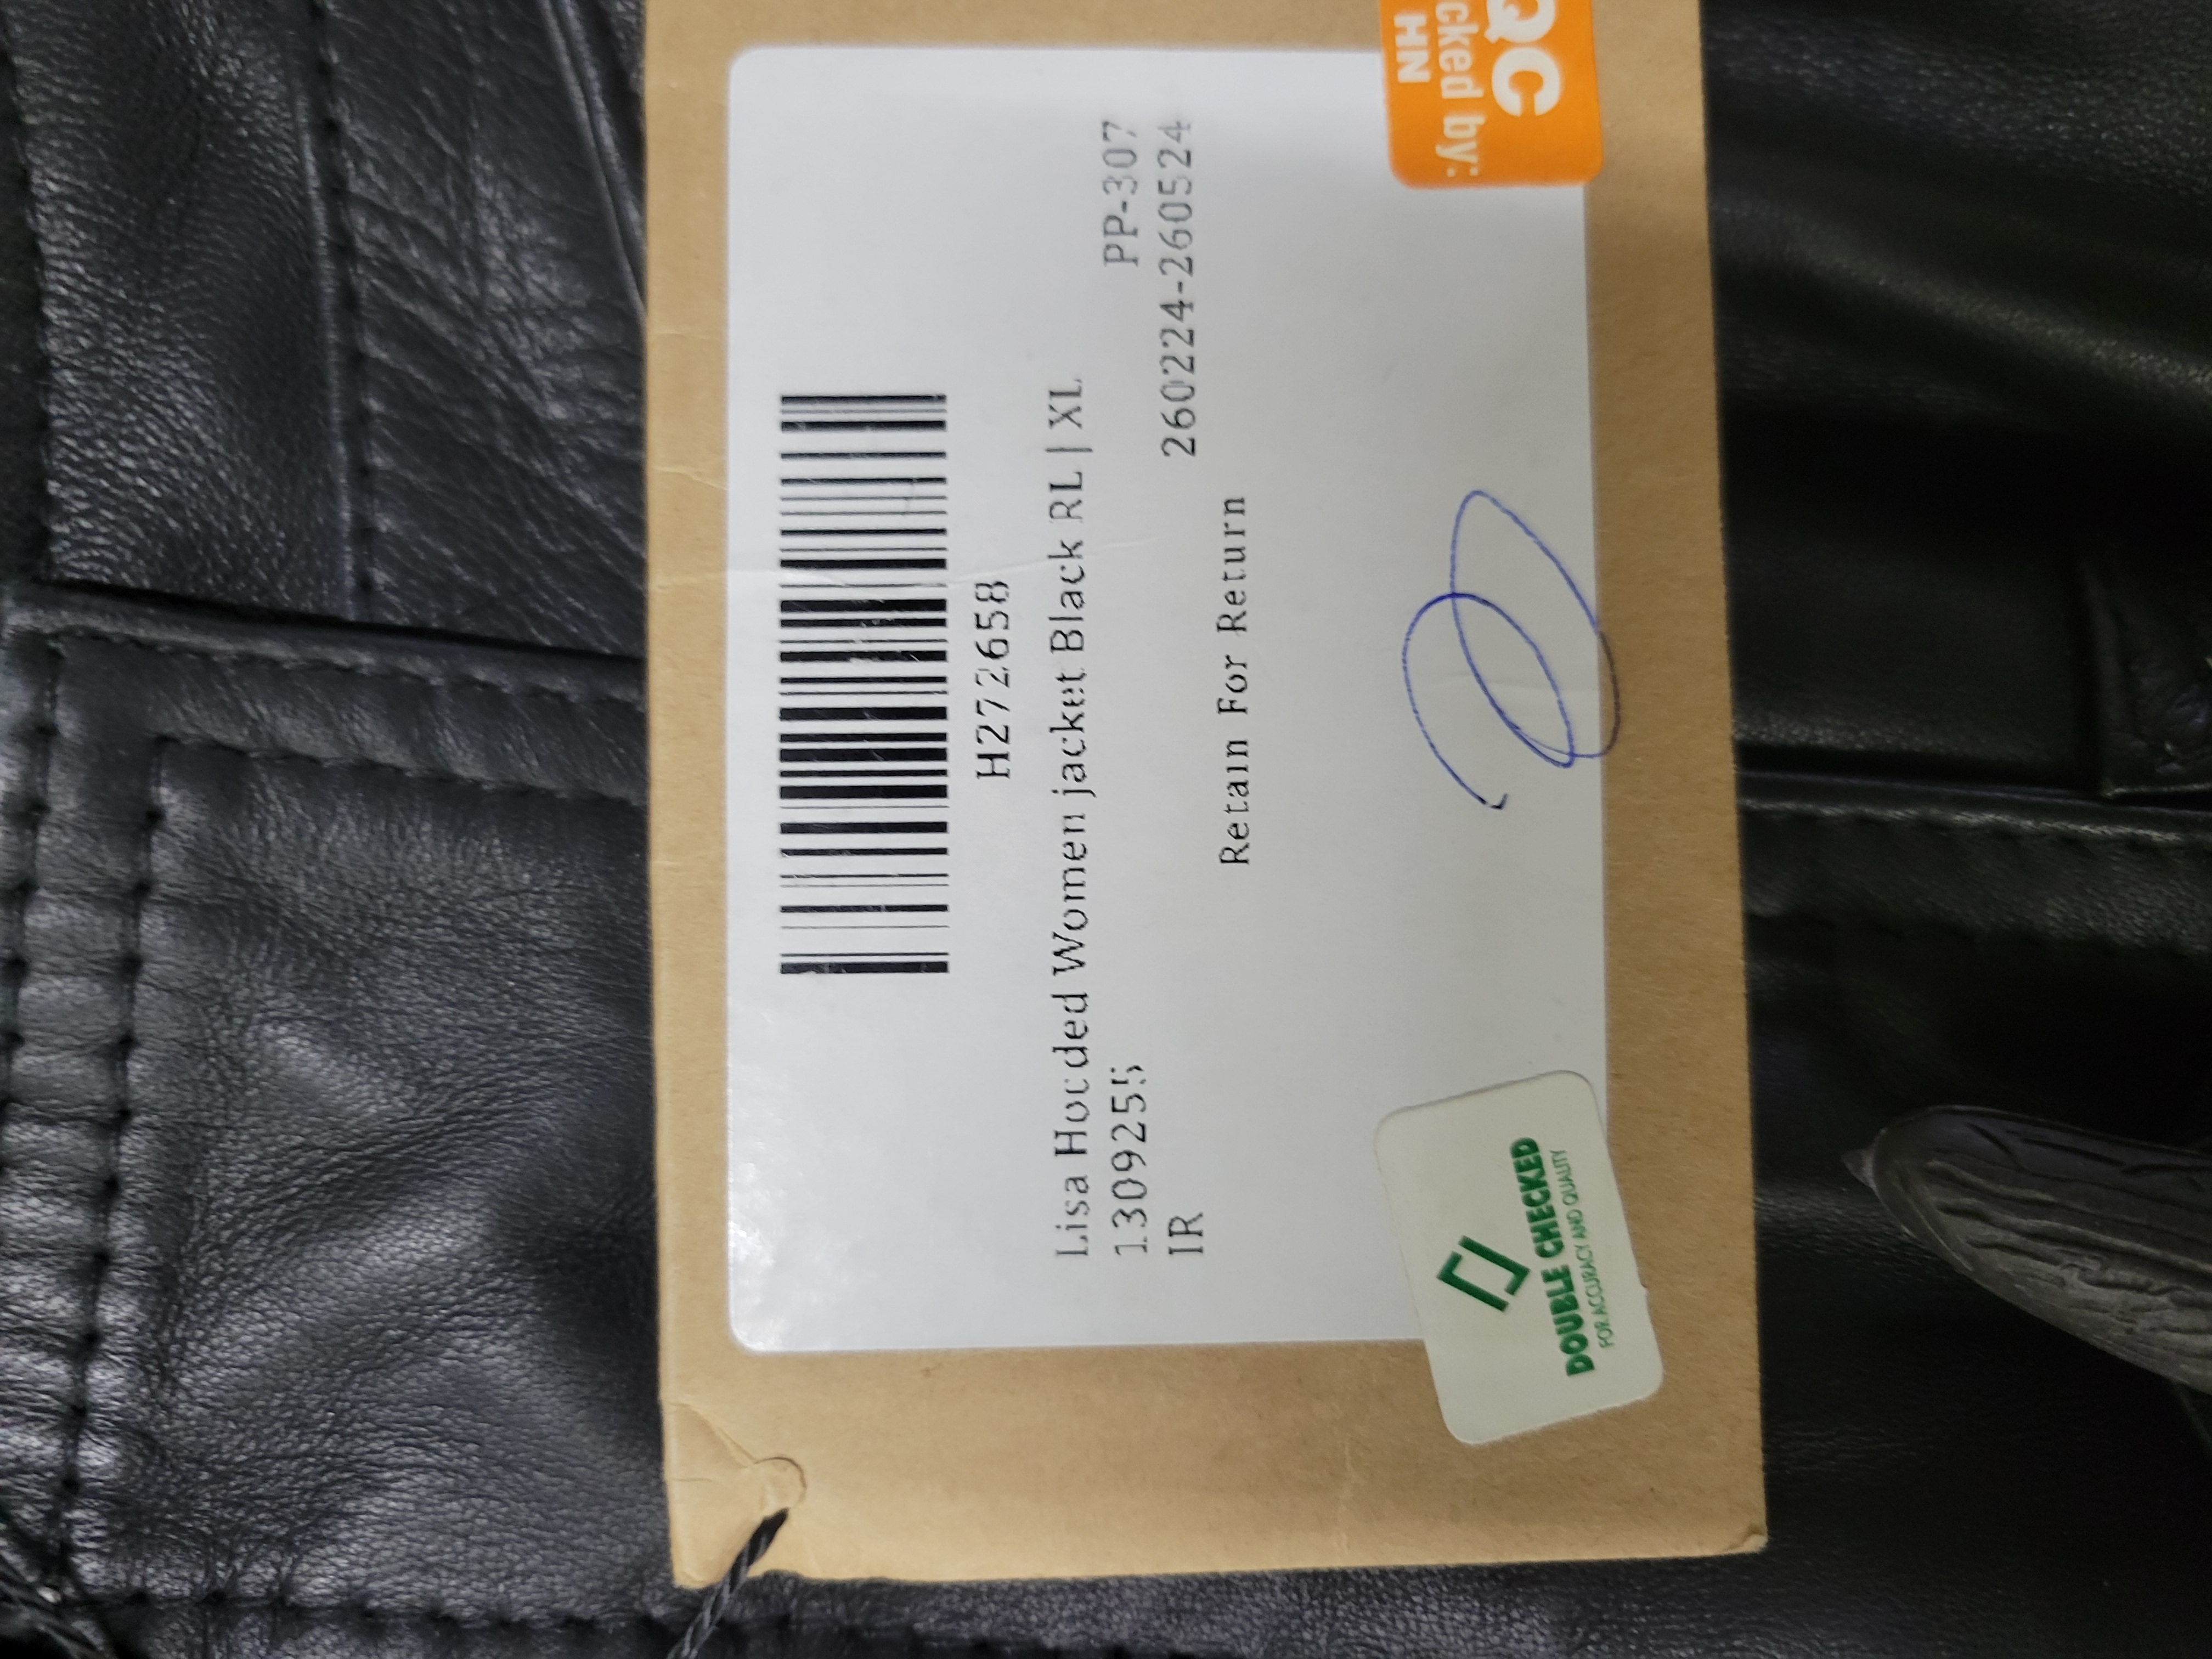 H272658
Lisa Hooded Women jacket Black RL | XL
1309255 PP-307
IR 260224-260524
Retain For Return
DOUBLE CHECKED
FOR ACCURACY AND QUALITY
QC
cked by:
HN